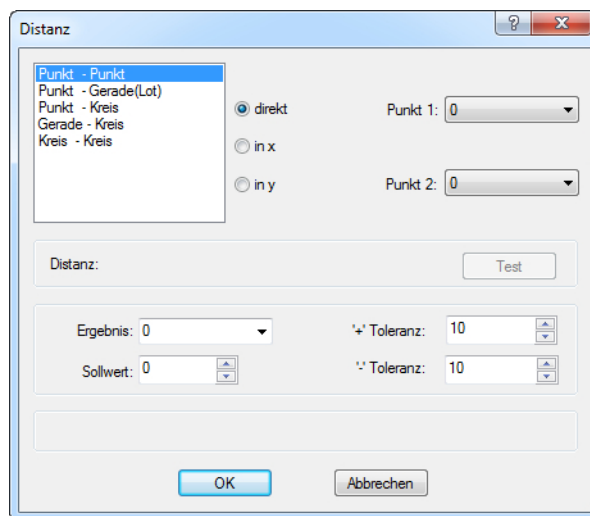 Distanz
Punkt - Punkt
Punkt - Gerade(Lot)
Punkt - Kreis
Gerade - Kreis
Kreis - Kreis
direkt
in x
in y
Punkt 1: 0
Punkt 2: 0
Distanz:
Test
Ergebnis: 0
'+' Toleranz: 10
Sollwert: 0
'-' Toleranz: 10
OK
Abbrechen